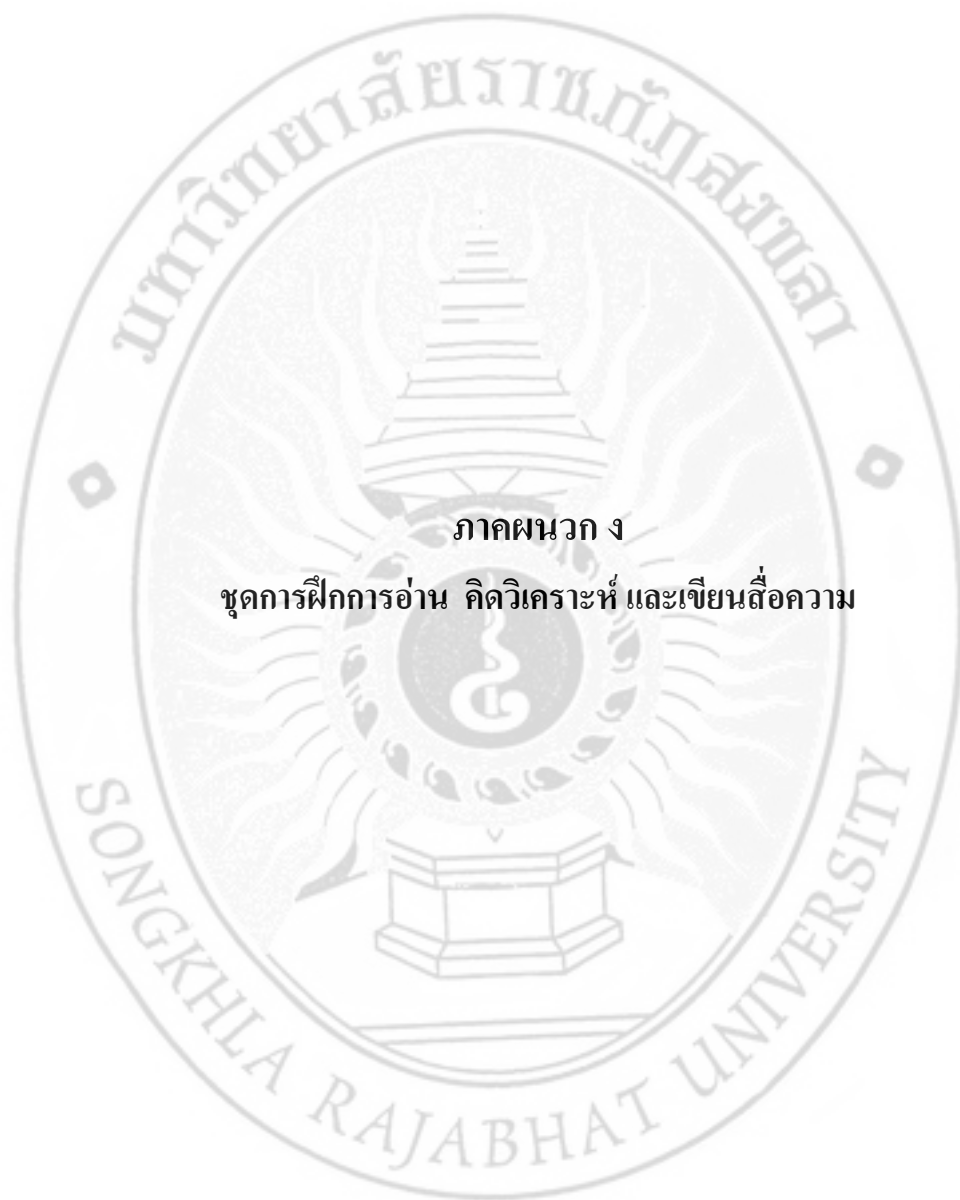 มหาวิทยาลัยราชภัฏสงขลา
ภาคผนวก ง
ชุดการฝึกการอ่าน คิดวิเคราะห์ และเขียนสื่อความ
SONGKHLA RAJABHAT UNIVERSITY